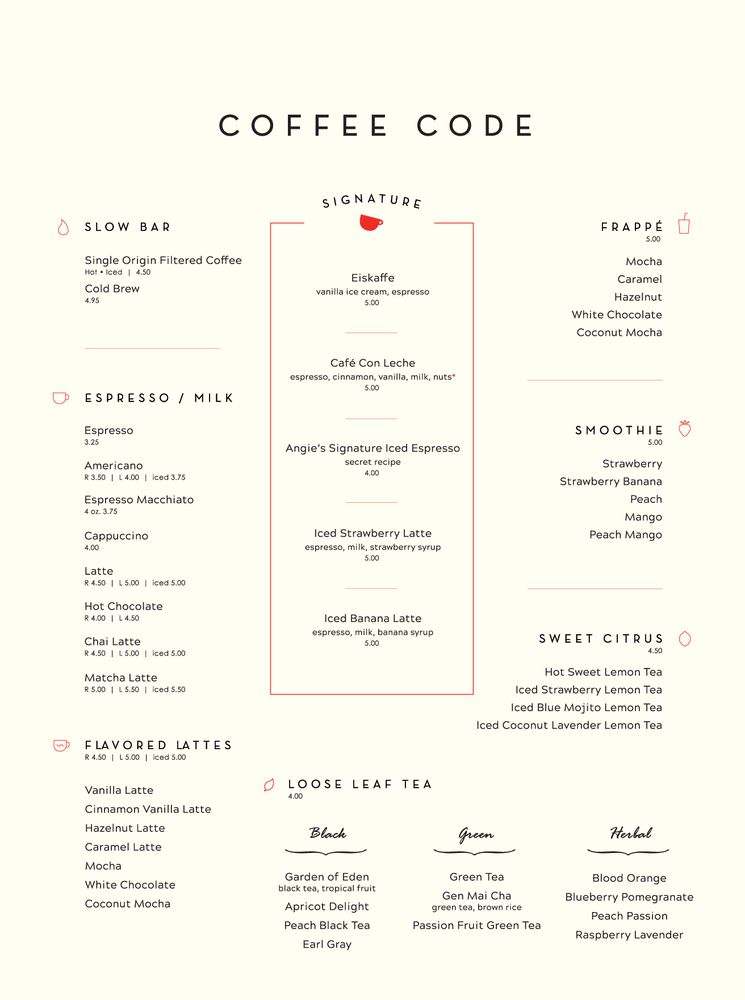 COFFEE CODE
SLOW BAR
Single Origin Filtered Coffee
Hot • Iced | 4.50
Cold Brew
4.95
ESPRESSO / MILK
Espresso
3.25
Americano
R 3.50 | L 4.00 | iced 3.75
Espresso Macchiato
4 oz. 3.75
Cappuccino
4.00
Latte
R 4.50 | L 5.00 | iced 5.00
Hot Chocolate
R 4.00 | L 4.50
Chai Latte
R 4.50 | L 5.00 | iced 5.00
Matcha Latte
R 5.00 | L 5.50 | iced 5.50
FLAVORED LATTES
R 4.50 | L 5.00 | iced 5.00
Vanilla Latte
Cinnamon Vanilla Latte
Hazelnut Latte
Caramel Latte
Mocha
White Chocolate
Coconut Mocha
SIGNATURE
Eiskaffe
vanilla ice cream, espresso
5.00
Café Con Leche
espresso, cinnamon, vanilla, milk, nuts*
5.00
Angie's Signature Iced Espresso
secret recipe
4.00
Iced Strawberry Latte
espresso, milk, strawberry syrup
5.00
Iced Banana Latte
espresso, milk, banana syrup
5.00
FRAPPÉ
5.00
Mocha
Caramel
Hazelnut
White Chocolate
Coconut Mocha
SMOOTHIE
5.00
Strawberry
Strawberry Banana
Peach
Mango
Peach Mango
SWEET CITRUS
4.50
Hot Sweet Lemon Tea
Iced Strawberry Lemon Tea
Iced Blue Mojito Lemon Tea
Iced Coconut Lavender Lemon Tea
LOOSE LEAF TEA
4.00
Black
Garden of Eden
black tea, tropical fruit
Apricot Delight
Peach Black Tea
Earl Gray
Green
Green Tea
Gen Mai Cha
green tea, brown rice
Passion Fruit Green Tea
Herbal
Blood Orange
Blueberry Pomegranate
Peach Passion
Raspberry Lavender